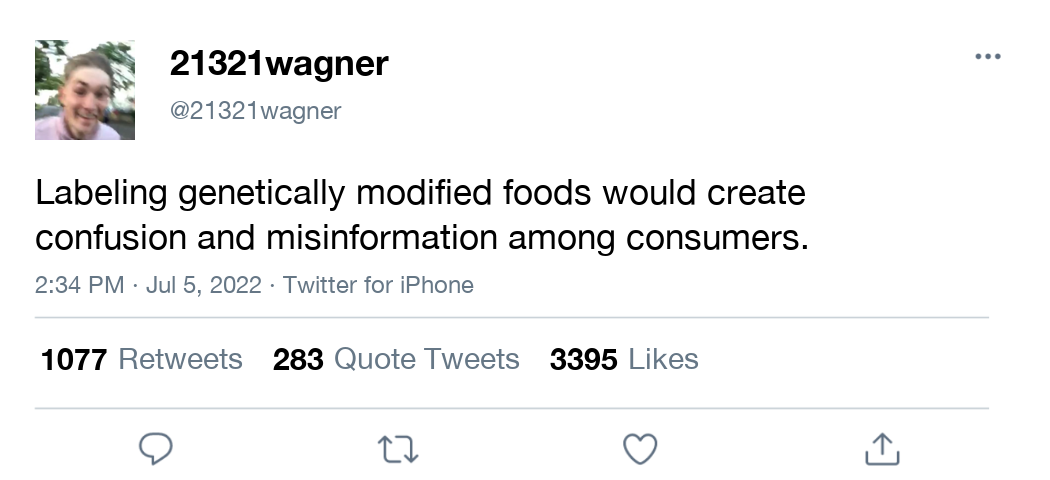 21321wagner
@21321wagner
Labeling genetically modified foods would create
confusion and misinformation among consumers.
2:34 PM · Jul 5, 2022 · Twitter for iPhone
1077 Retweets 283 Quote Tweets 3395 Likes